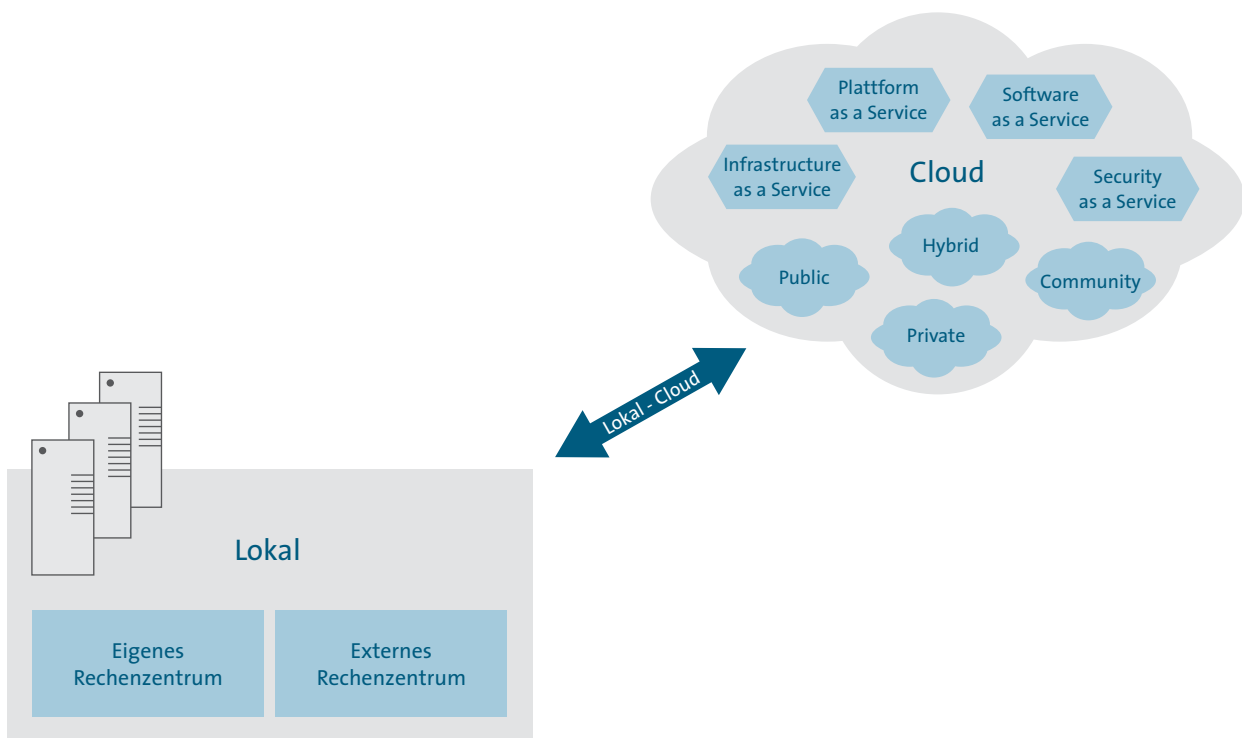 Plattform
as a Service
Software
as a Service
Infrastructure
as a Service
Cloud
Security
as a Service
Hybrid
Public
Community
Private
Lokal - Cloud
Lokal
Eigenes
Rechenzentrum
Externes
Rechenzentrum